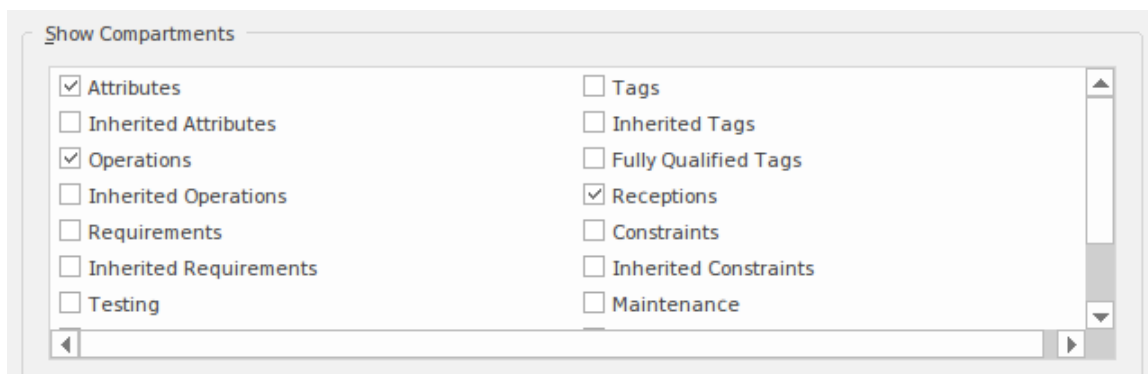 Show Compartments
Attributes
Tags
Inherited Attributes
Inherited Tags
Operations
Fully Qualified Tags
Inherited Operations
Receptions
Requirements
Constraints
Inherited Requirements
Inherited Constraints
Testing
Maintenance